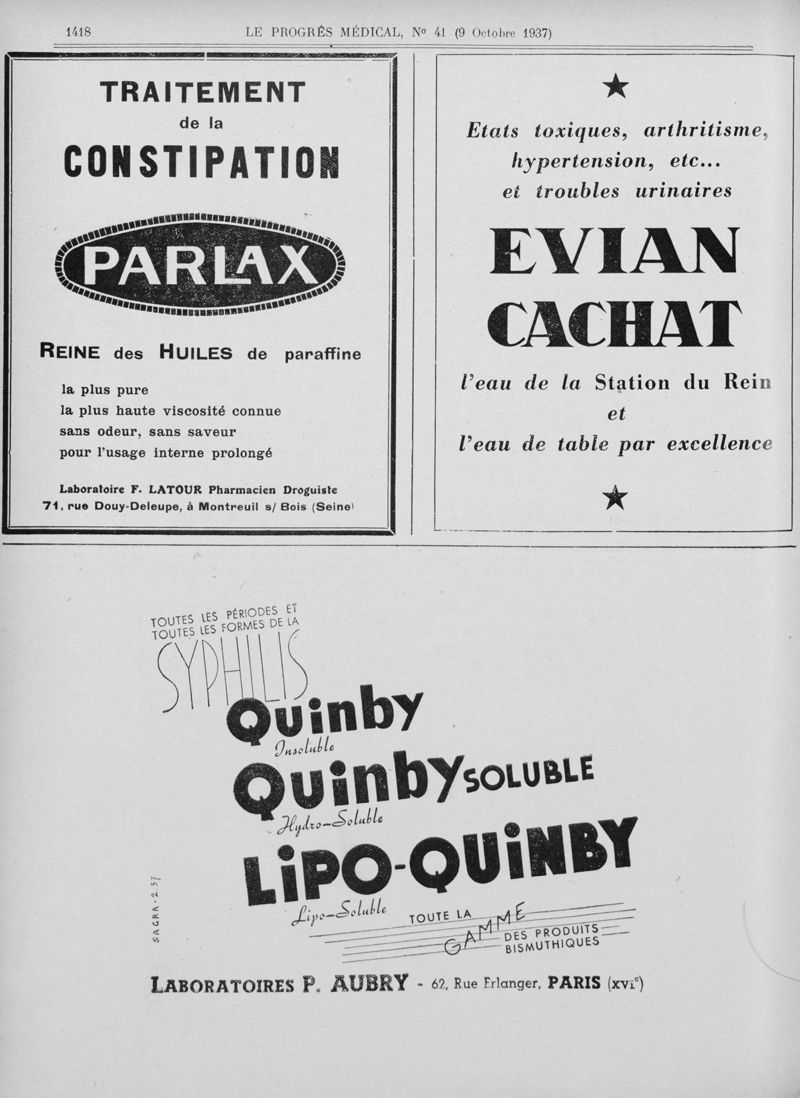 1418
LE PROGRÈS MÉDICAL, No 41 (9 Octobre 1937)
TRAITEMENT
de la
CONSTIPATION
PARLAX
REINE des HUILES de paraffine
la plus pure
la plus haute viscosité connue
sans odeur, sans saveur
pour l'usage interne prolongé
Laboratoire F. LATOUR Pharmacien Droguiste
71, rue Douy-Deleupe, à Montreuil s/ Bois (Seine)
Etats toxiques, arthritisme,
hypertension, etc...
et troubles urinaires
EVIAN
CACHAT
l'eau de la Station du Rein
et
l'eau de table par excellence
TOUTES LES PÉRIODES ET
TOUTES LES FORMES DE LA
SYPHILIS
Quinby
Insoluble
Quinby SOLUBLE
Hydro-Soluble
LiPO-QUiNBY
Lipo-Soluble
TOUTE LA GAMME
DES PRODUITS
BISMUTHIQUES
SAGRA-2.57
LABORATOIRES P. AUBRY - 62, Rue Erlanger, PARIS (XVIe)